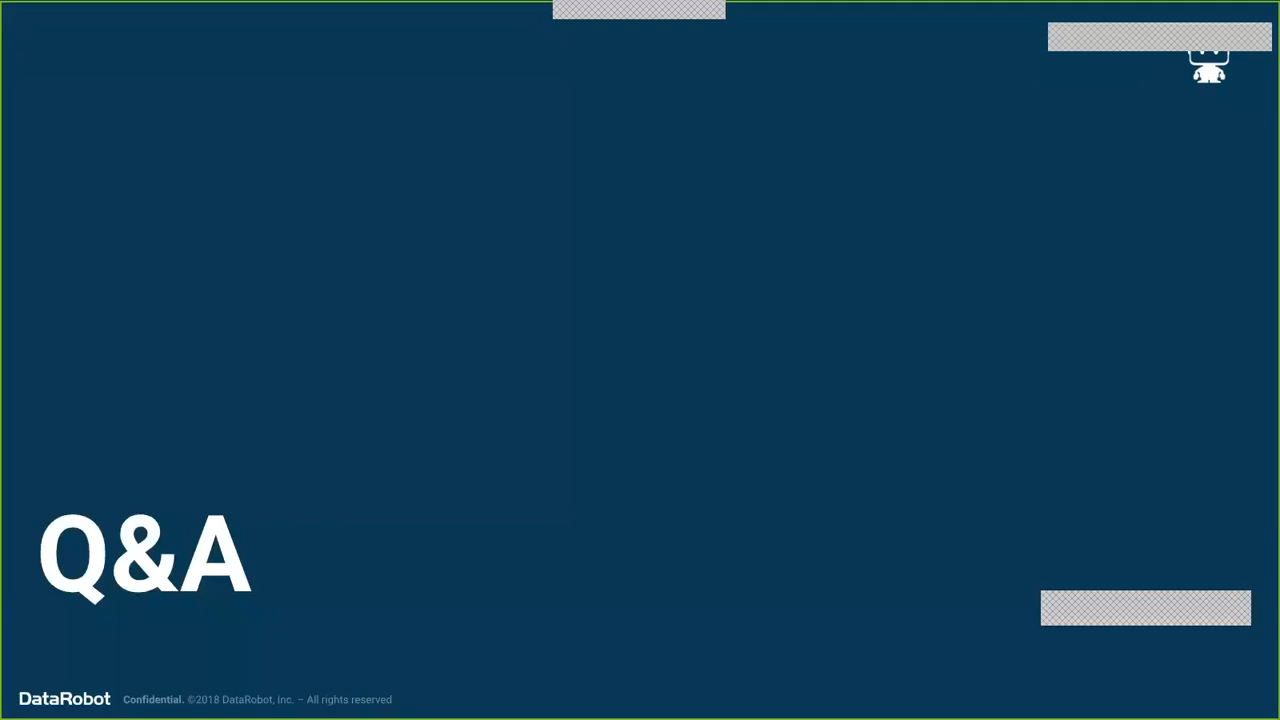 Q&A
DataRobot Confidential. ©2018 DataRobot, Inc. – All rights reserved